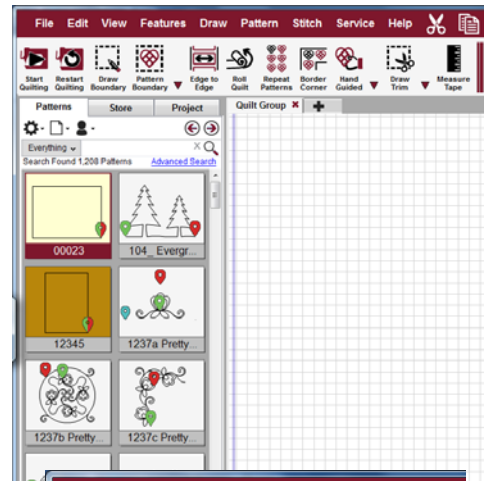 File Edit View Features Draw Pattern Stitch Service Help
Start Quilting
Restart Quilting
Draw Boundary
Pattern Boundary
Edge to Edge
Roll Quilt
Repeat Patterns
Border Corner
Hand Guided
Draw Trim
Measure Tape
Patterns Store Project
Quilt Group
Everything
Search Found 1,208 Patterns Advanced Search
00023
104_ Evergr...
12345
1237a Pretty...
1237b Pretty...
1237c Pretty...